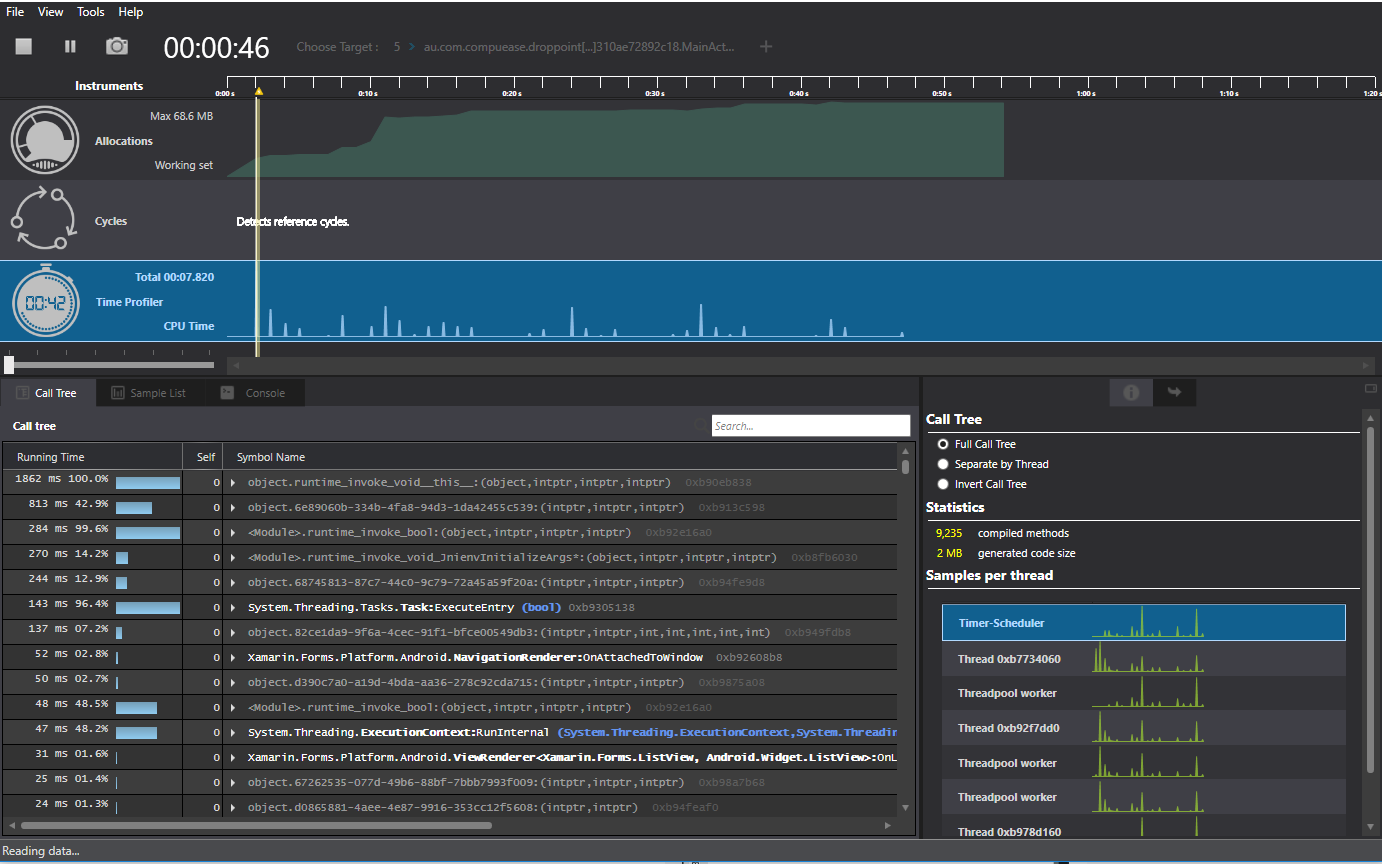 File View Tools Help
00:00:46 Choose Target : 5 > au.com.compuease.droppoint[...]310ae72892c18.MainAct... +
Instruments
0:00 s 0:10 s 0:20 s 0:30 s 0:40 s 0:50 s 1:00 s 1:10 s 1:20 s
Max 68.6 MB
Allocations
Working set
Cycles
Detects reference cycles.
Total 00:07.820
00:42
Time Profiler
CPU Time
Call Tree Sample List Console
Call tree Search...
Running Time Self Symbol Name
1862 ms 100.0% 0 object.runtime_invoke_void__this__:(object,intptr,intptr,intptr) 0xb90eb838
813 ms 42.9% 0 object.6e89060b-334b-4fa8-94d3-1da42455c539:(intptr,intptr,intptr) 0xb913c598
284 ms 99.6% 0 <Module>.runtime_invoke_bool:(object,intptr,intptr,intptr) 0xb92e16a0
270 ms 14.2% 0 <Module>.runtime_invoke_void_JnienvInitializeArgs*:(object,intptr,intptr,intptr) 0xb8fb6030
244 ms 12.9% 0 object.68745813-87c7-44c0-9c79-72a45a59f20a:(intptr,intptr,intptr) 0xb94fe9d8
143 ms 96.4% 0 System.Threading.Tasks.Task:ExecuteEntry (bool) 0xb9305138
137 ms 07.2% 0 object.82ce1da9-9f6a-4cec-91f1-bfce00549db3:(intptr,intptr,int,int,int,int,int) 0xb949fdb8
52 ms 02.8% 0 Xamarin.Forms.Platform.Android.NavigationRenderer:OnAttachedToWindow 0xb92608b8
50 ms 02.7% 0 object.d390c7a0-a19d-4bda-aa36-278c92cda715:(intptr,intptr,intptr) 0xb9875a08
48 ms 48.5% 0 <Module>.runtime_invoke_bool:(object,intptr,intptr,intptr) 0xb92e16a0
47 ms 48.2% 0 System.Threading.ExecutionContext:RunInternal (System.Threading.ExecutionContext,System.Threadin
31 ms 01.6% 0 Xamarin.Forms.Platform.Android.ViewRenderer<Xamarin.Forms.ListView, Android.Widget.ListView>:OnL
25 ms 01.4% 0 object.67262535-077d-49b6-88bf-7bbb7993f009:(intptr,intptr,intptr) 0xb98a7b68
24 ms 01.3% 0 object.d0865881-4aee-4e87-9916-353cc12f5608:(intptr,intptr) 0xb94feaf0
Call Tree
Full Call Tree
Separate by Thread
Invert Call Tree
Statistics
9,235 compiled methods
2 MB generated code size
Samples per thread
Timer-Scheduler
Thread 0xb7734060
Threadpool worker
Thread 0xb92f7dd0
Threadpool worker
Threadpool worker
Thread 0xb978d160
Reading data...